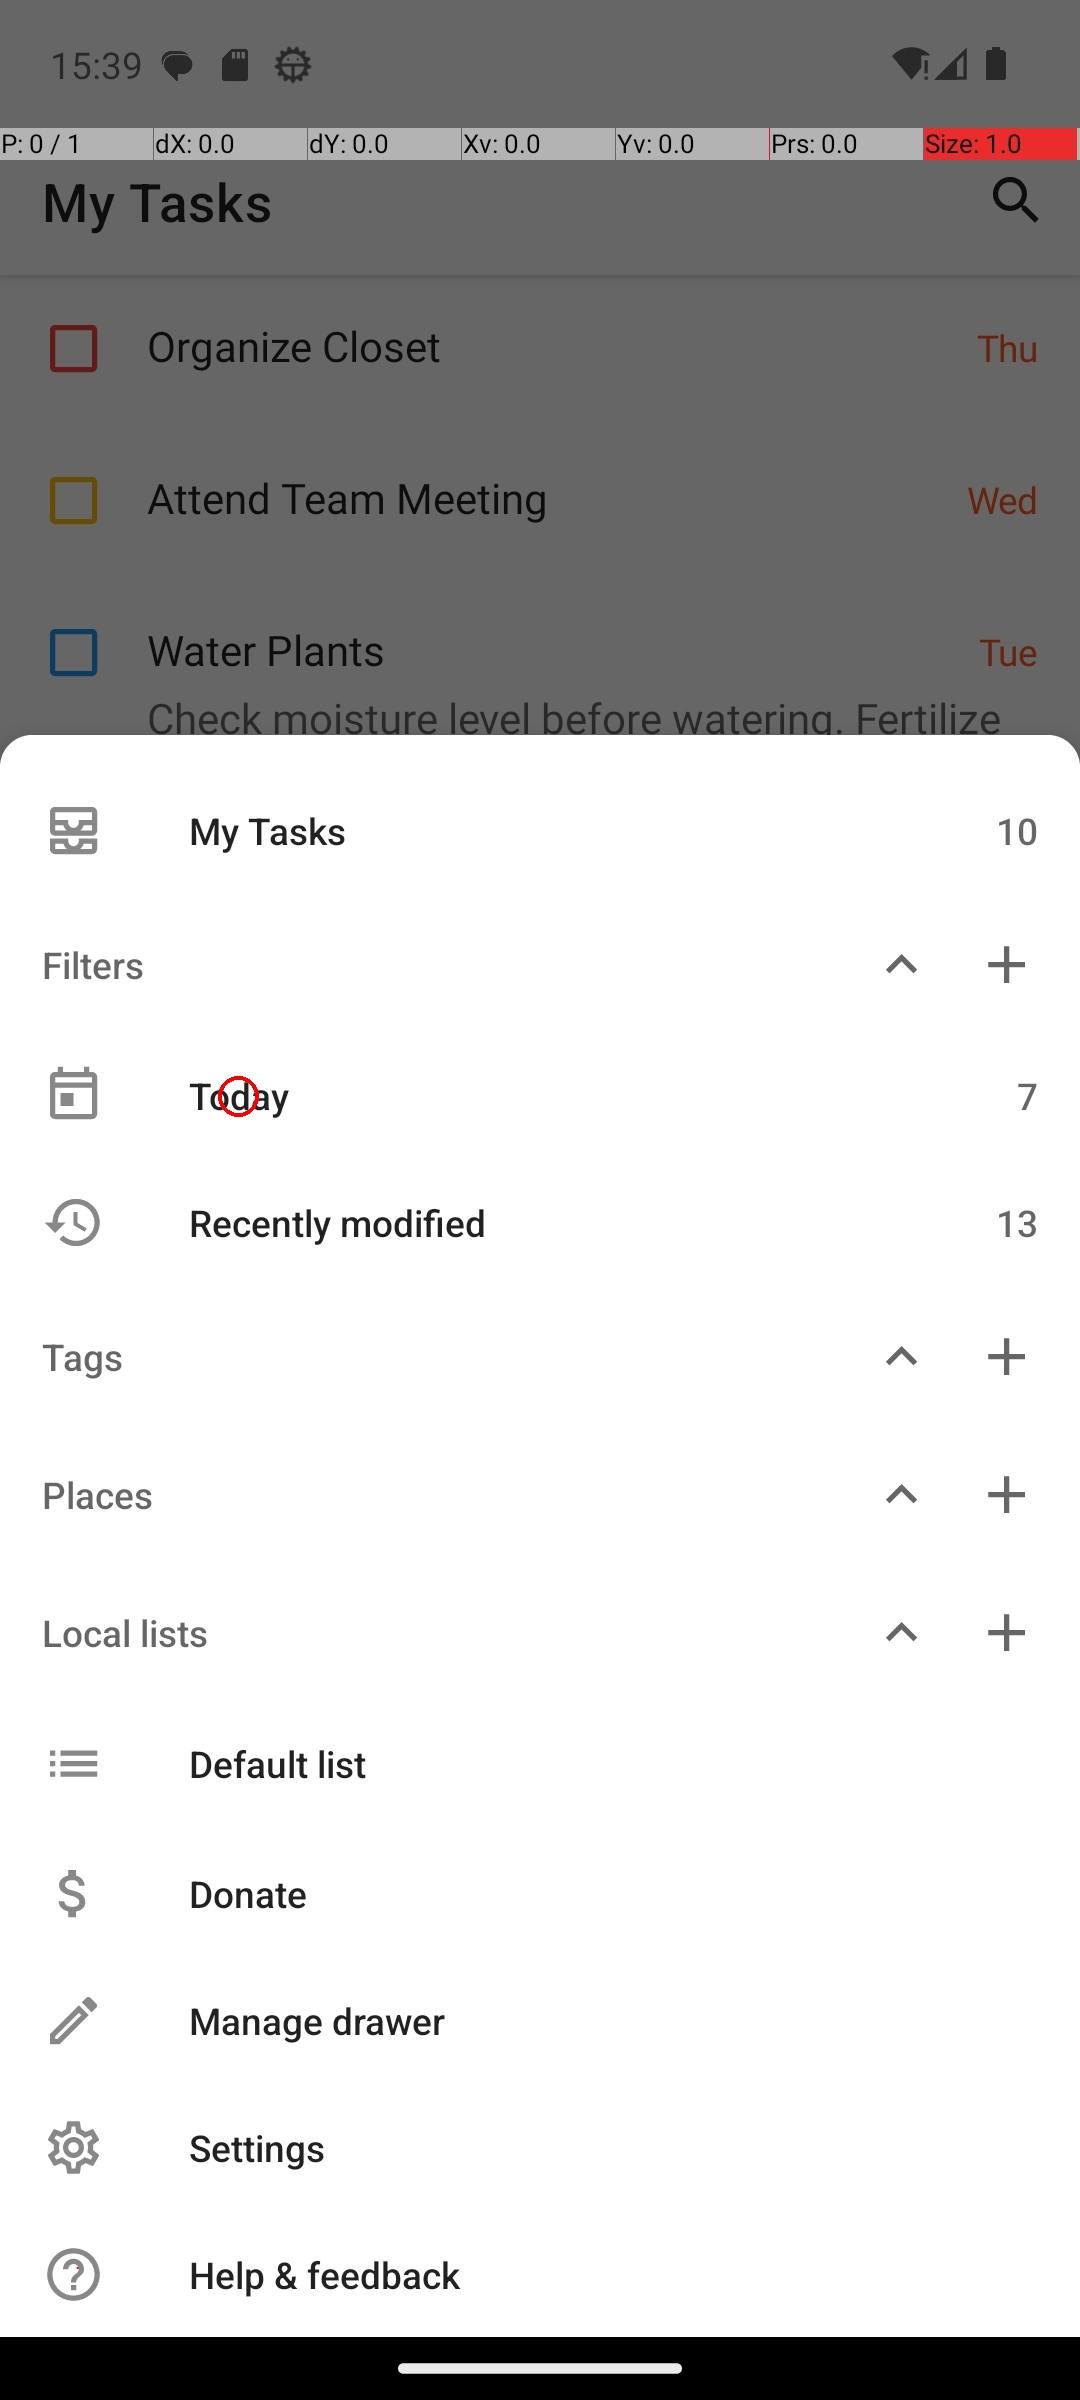 15:39
P: 0 / 1 dX: 0.0 dY: 0.0 Xv: 0.0 Yv: 0.0 Prs: 0.0 Size: 1.0
My Tasks
Organize Closet Thu
Attend Team Meeting Wed
Water Plants Tue
Check moisture level before watering. Fertilize
My Tasks 10
Filters
Today 7
Recently modified 13
Tags
Places
Local lists
Default list
Donate
Manage drawer
Settings
Help & feedback